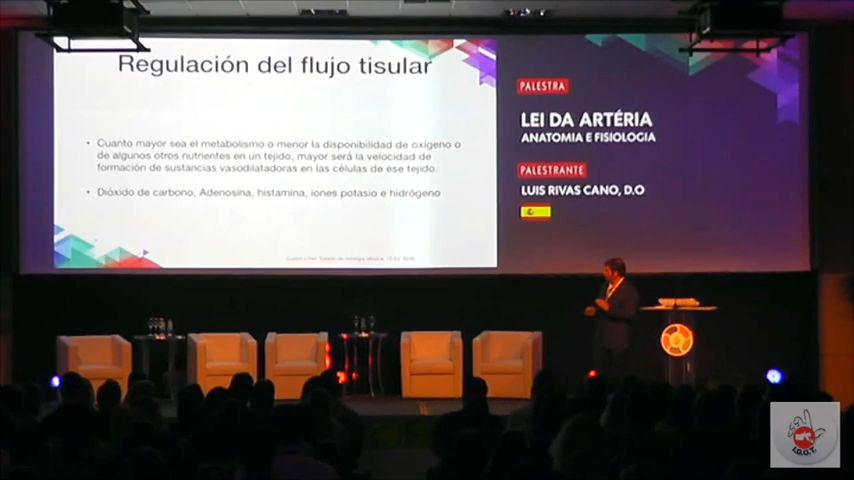 Regulación del flujo tisular
• Cuanto mayor sea el metabolismo o menor la disponibilidad de oxígeno o
de algunos otros nutrientes en un tejido, mayor será la velocidad de
formación de sustancias vasodilatadoras en las células de ese tejido.
• Dióxido de carbono, Adenosina, histamina, iones potasio e hidrógeno
PALESTRA
LEI DA ARTÉRIA
ANATOMIA E FISIOLOGIA
PALESTRANTE
LUIS RIVAS CANO, D.O
I.D.O.T.